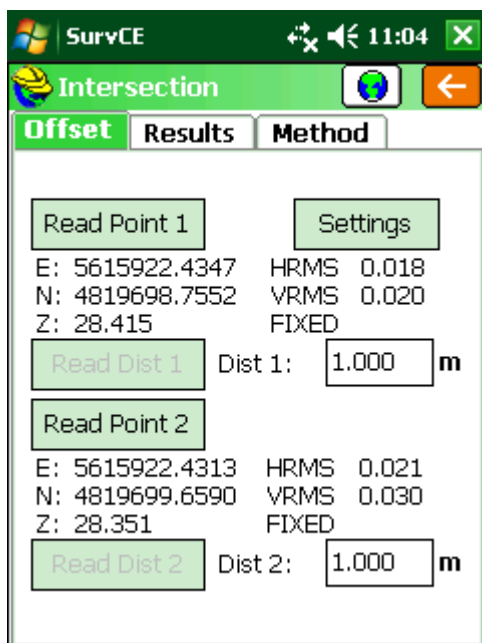 SurvCE 11:04
Intersection
Offset Results Method
Read Point 1 Settings
E: 5615922.4347 HRMS 0.018
N: 4819698.7552 VRMS 0.020
Z: 28.415 FIXED
Read Dist 1 Dist 1: 1.000 m
Read Point 2
E: 5615922.4313 HRMS 0.021
N: 4819699.6590 VRMS 0.030
Z: 28.351 FIXED
Read Dist 2 Dist 2: 1.000 m